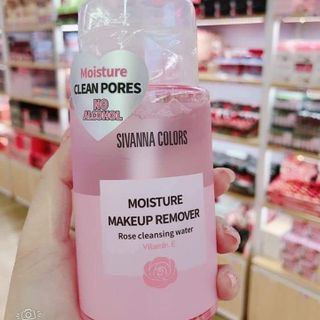 Moisture
CLEAN PORES
NO
ALCOHOL
SIVANNA COLORS
MOISTURE
MAKEUP REMOVER
Rose cleansing water
Vitamin E